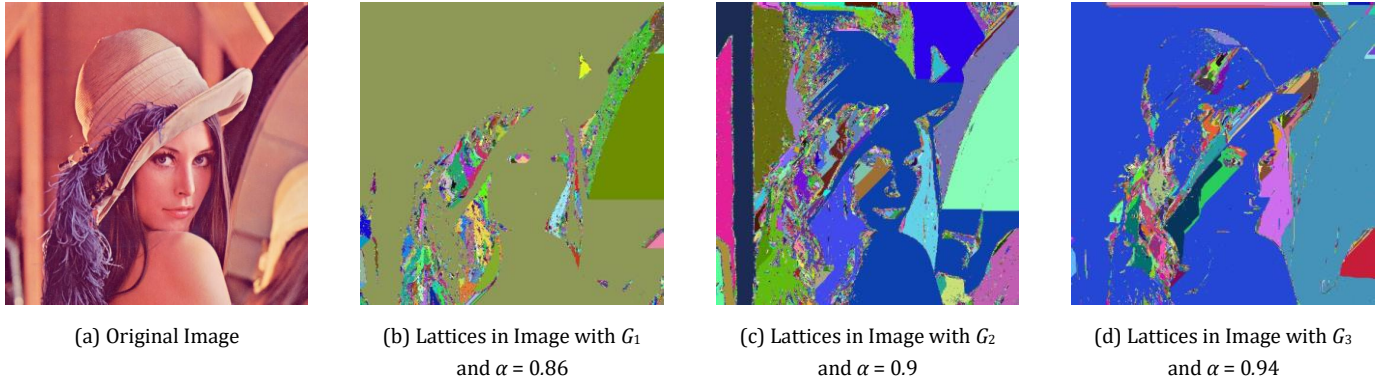 (a) Original Image
(b) Lattices in Image with G1
and α = 0.86
(c) Lattices in Image with G2
and α = 0.9
(d) Lattices in Image with G3
and α = 0.94